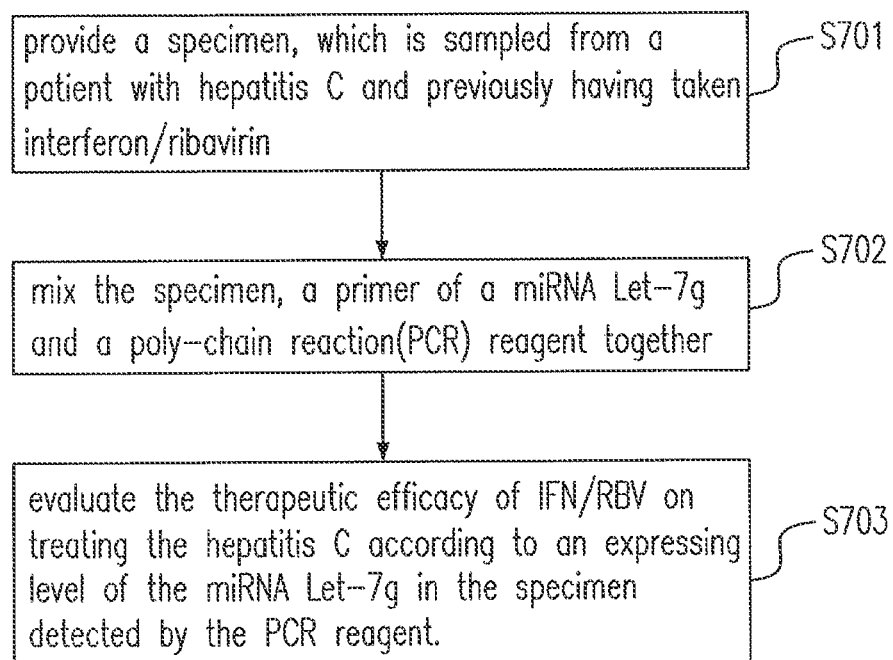 provide a specimen, which is sampled from a
patient with hepatitis C and previously having taken
interferon/ribavirin
S701
mix the specimen, a primer of a miRNA Let-7g
and a poly-chain reaction(PCR) reagent together
S702
evaluate the therapeutic efficacy of IFN/RBV on
treating the hepatitis C according to an expressing
level of the miRNA Let-7g in the specimen
detected by the PCR reagent.
S703